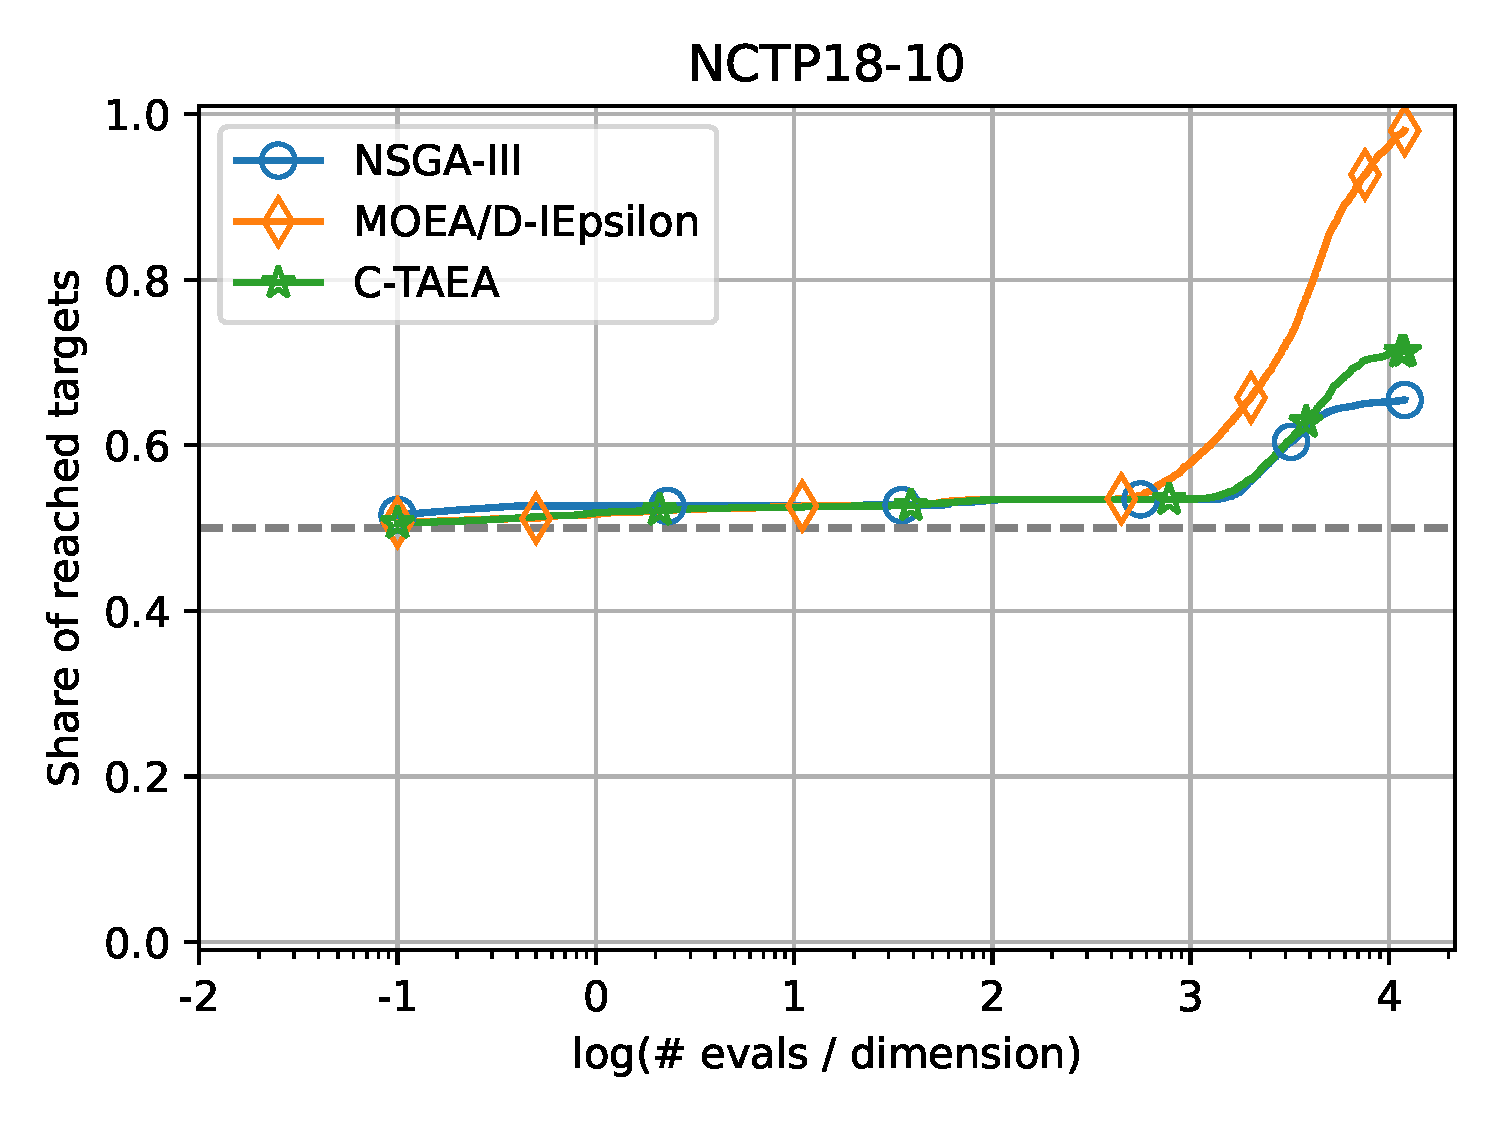 NCTP18-10
NSGA-III
MOEA/D-IEpsilon
C-TAEA
Share of reached targets
1.0
0.8
0.6
0.4
0.2
0.0
-2 -1 0 1 2 3 4
log(# evals / dimension)